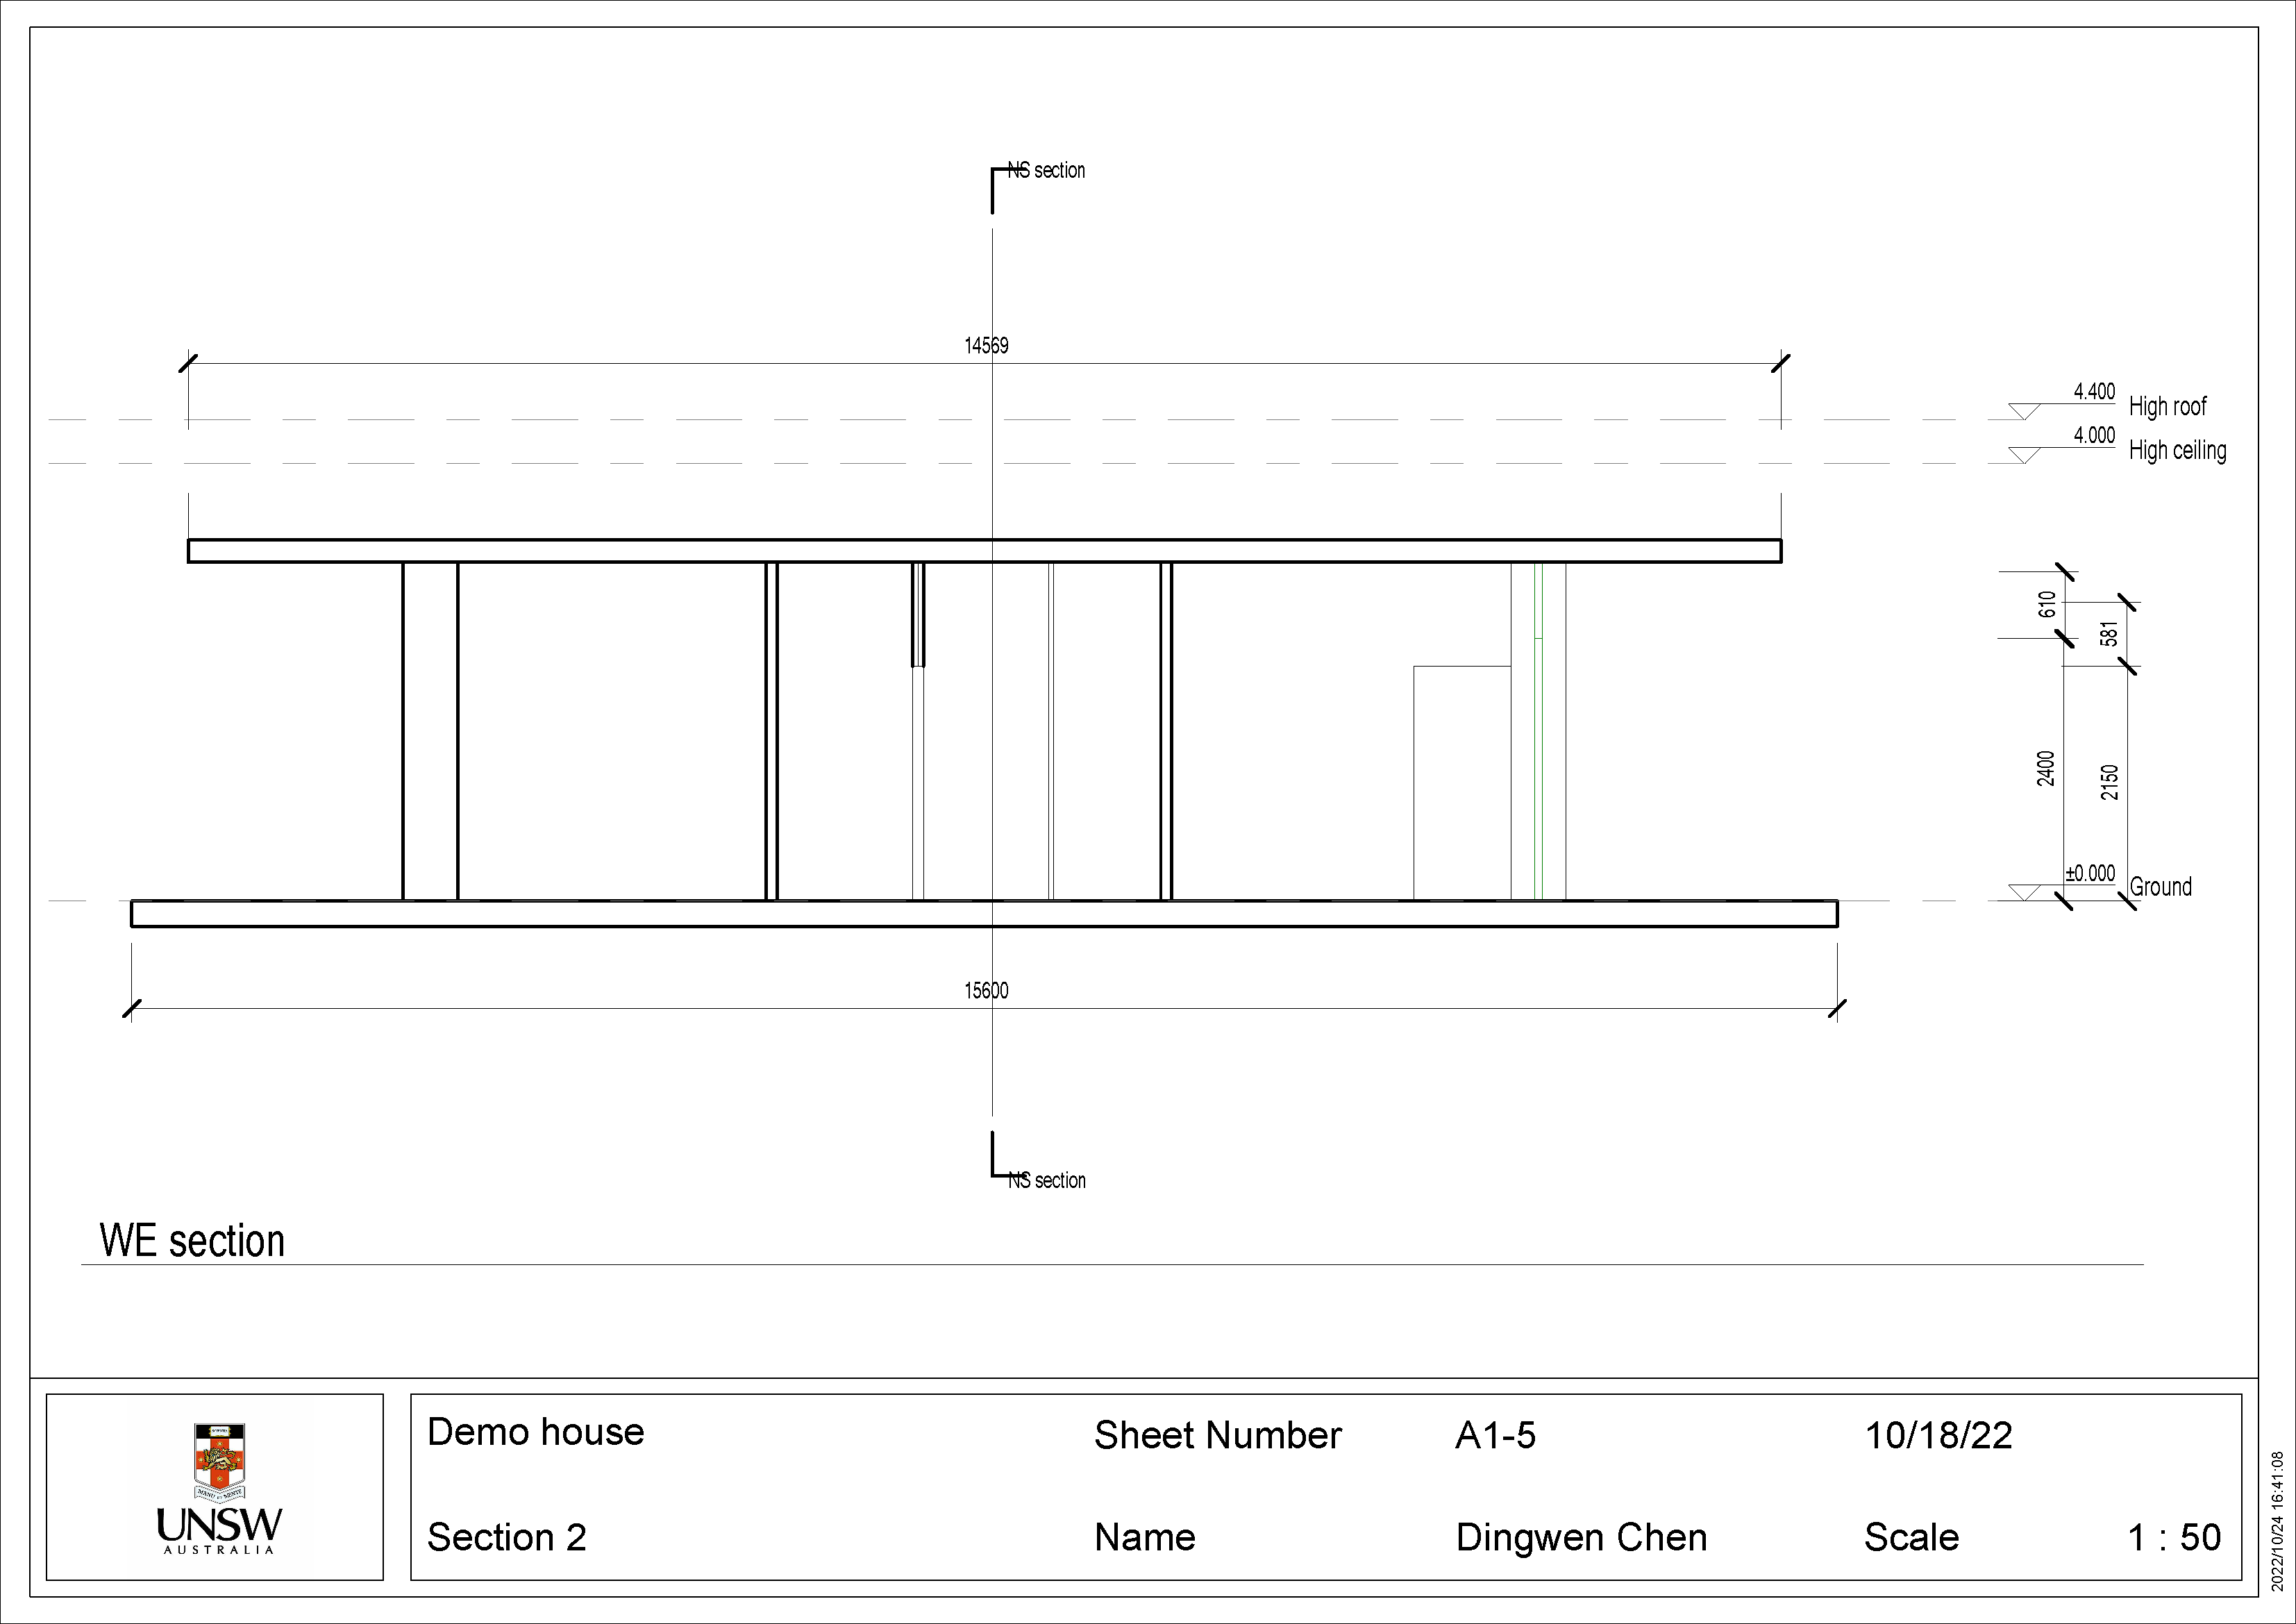 NS section
14569
4.400
High roof
4.000
High ceiling
610
581
2400
2150
±0.000
Ground
15600
NS section
WE section
Demo house
Sheet Number
A1-5
10/18/22
Section 2
Name
Dingwen Chen
Scale
1 : 50
UNSW
AUSTRALIA
2022/10/24 16:41:08